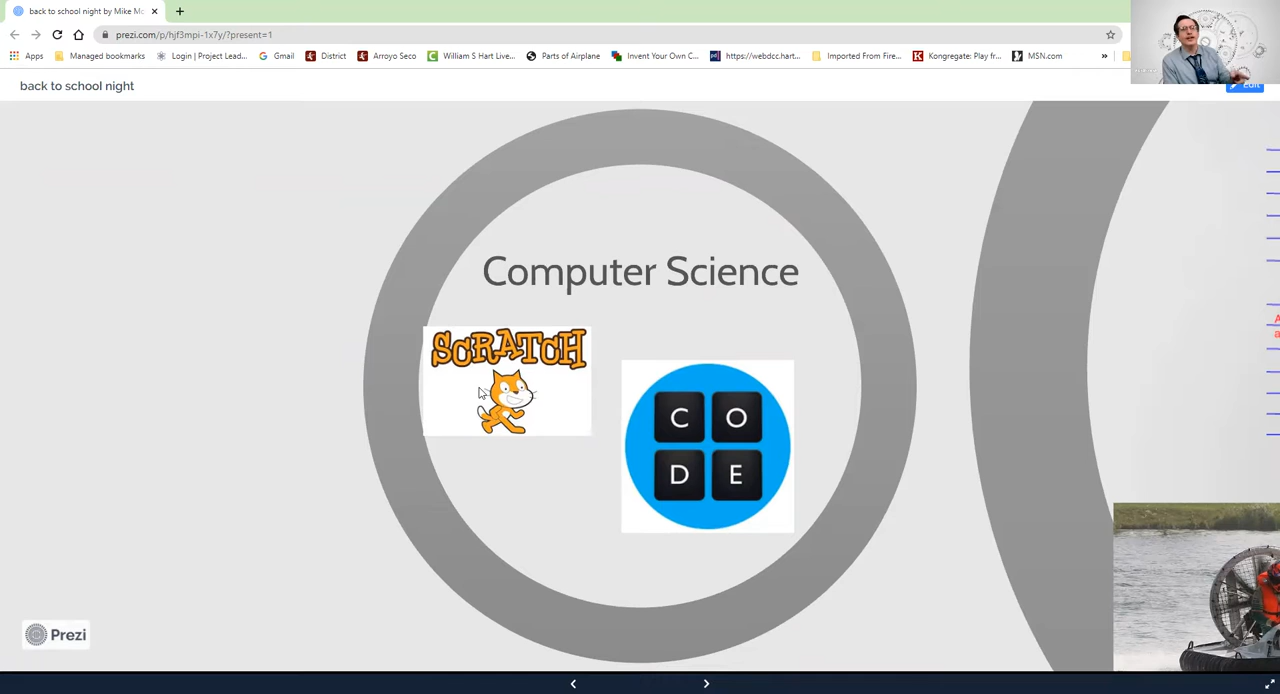 back to school night by Mike Mc
prezi.com/p/hjf3mpi-1x7y/?present=1
Apps
Managed bookmarks
Login | Project Lead...
Gmail
District
Arroyo Seco
William S Hart Live...
Parts of Airplane
Invent Your Own C...
https://webdcc.hart...
Imported From Fire...
Kongregate: Play fr...
MSN.com
»
back to school night
Edit
Computer Science
SCRATCH
C O
D E
Prezi